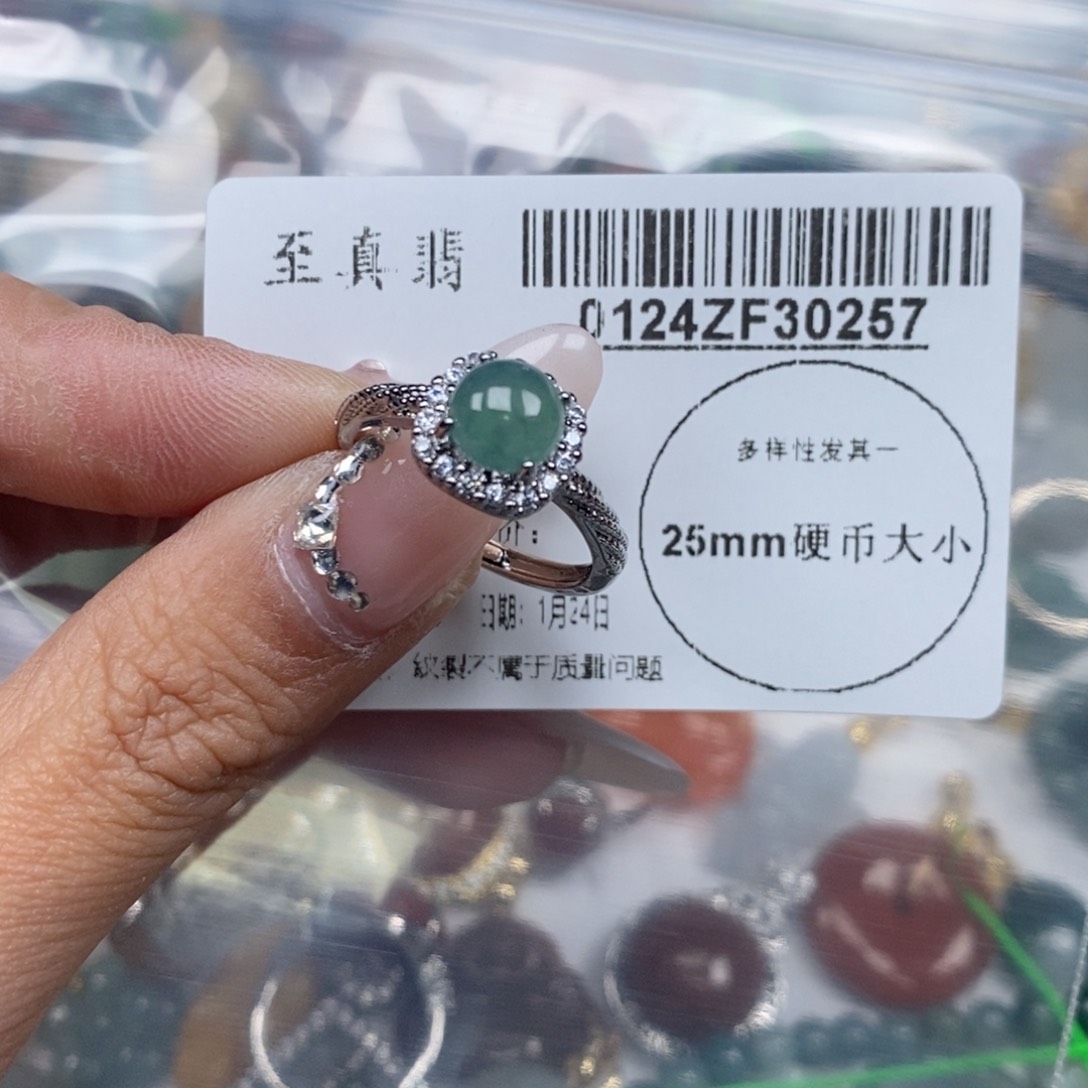 至真翡
0124ZF30257
多样性发其一
25mm硬币大小
价:
日期: 1月24日
纹裂不属于质量问题